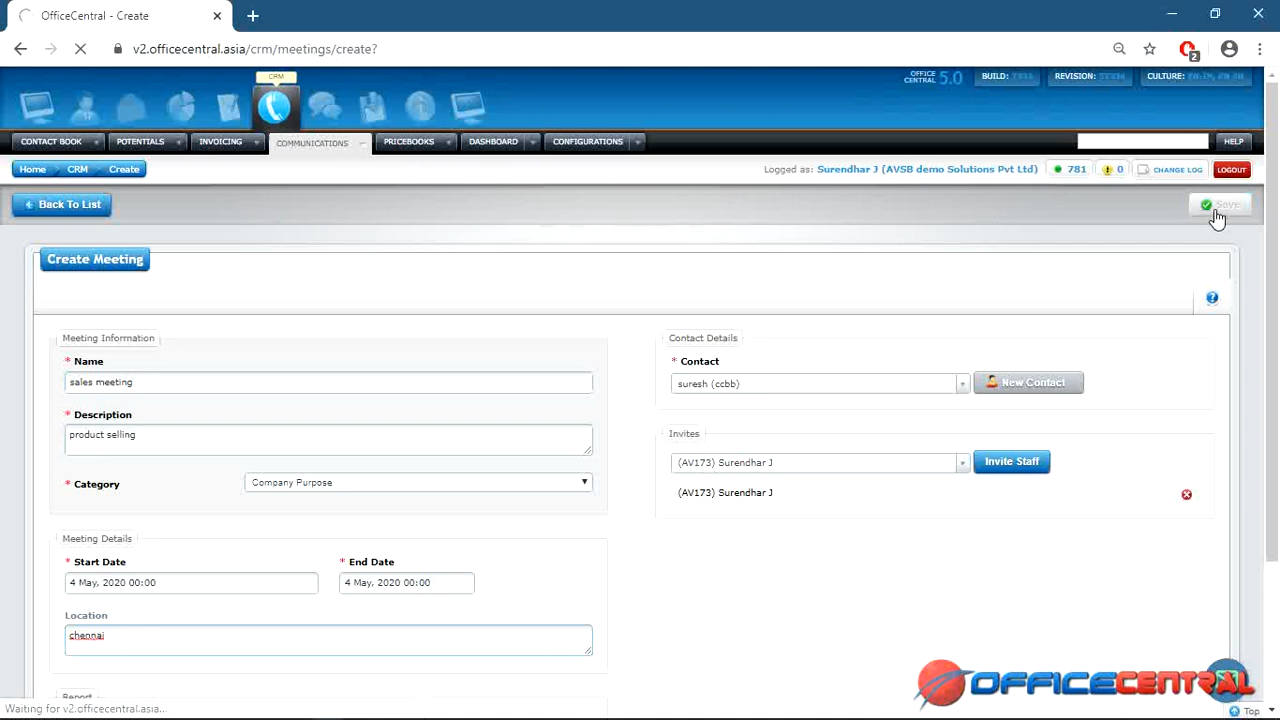 OfficeCentral - Create
v2.officecentral.asia/crm/meetings/create?
2
CRM
OFFICE CENTRAL 5.0 BUILD: REVISION: CULTURE:
CONTACT BOOK POTENTIALS INVOICING COMMUNICATIONS PRICEBOOKS DASHBOARD CONFIGURATIONS HELP
Home CRM Create Logged as: Surendhar J (AVSB demo Solutions Pvt Ltd) 781 0 CHANGE LOG LOGOUT
Back To List Save
Create Meeting
?
Meeting Information
* Name
sales meeting
* Description
product selling
* Category Company Purpose
Meeting Details
* Start Date * End Date
4 May, 2020 00:00 4 May, 2020 00:00
Location
chennai
Report
Contact Details
* Contact
suresh (ccbb) New Contact
Invites
(AV173) Surendhar J Invite Staff
(AV173) Surendhar J
OFFICECENTRAL
Waiting for v2.officecentral.asia...
Top